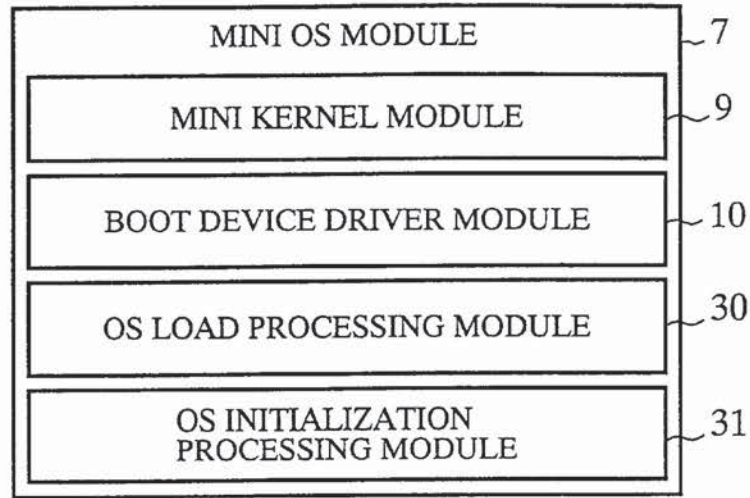 MINI OS MODULE 7
MINI KERNEL MODULE 9
BOOT DEVICE DRIVER MODULE 10
OS LOAD PROCESSING MODULE 30
OS INITIALIZATION
PROCESSING MODULE 31